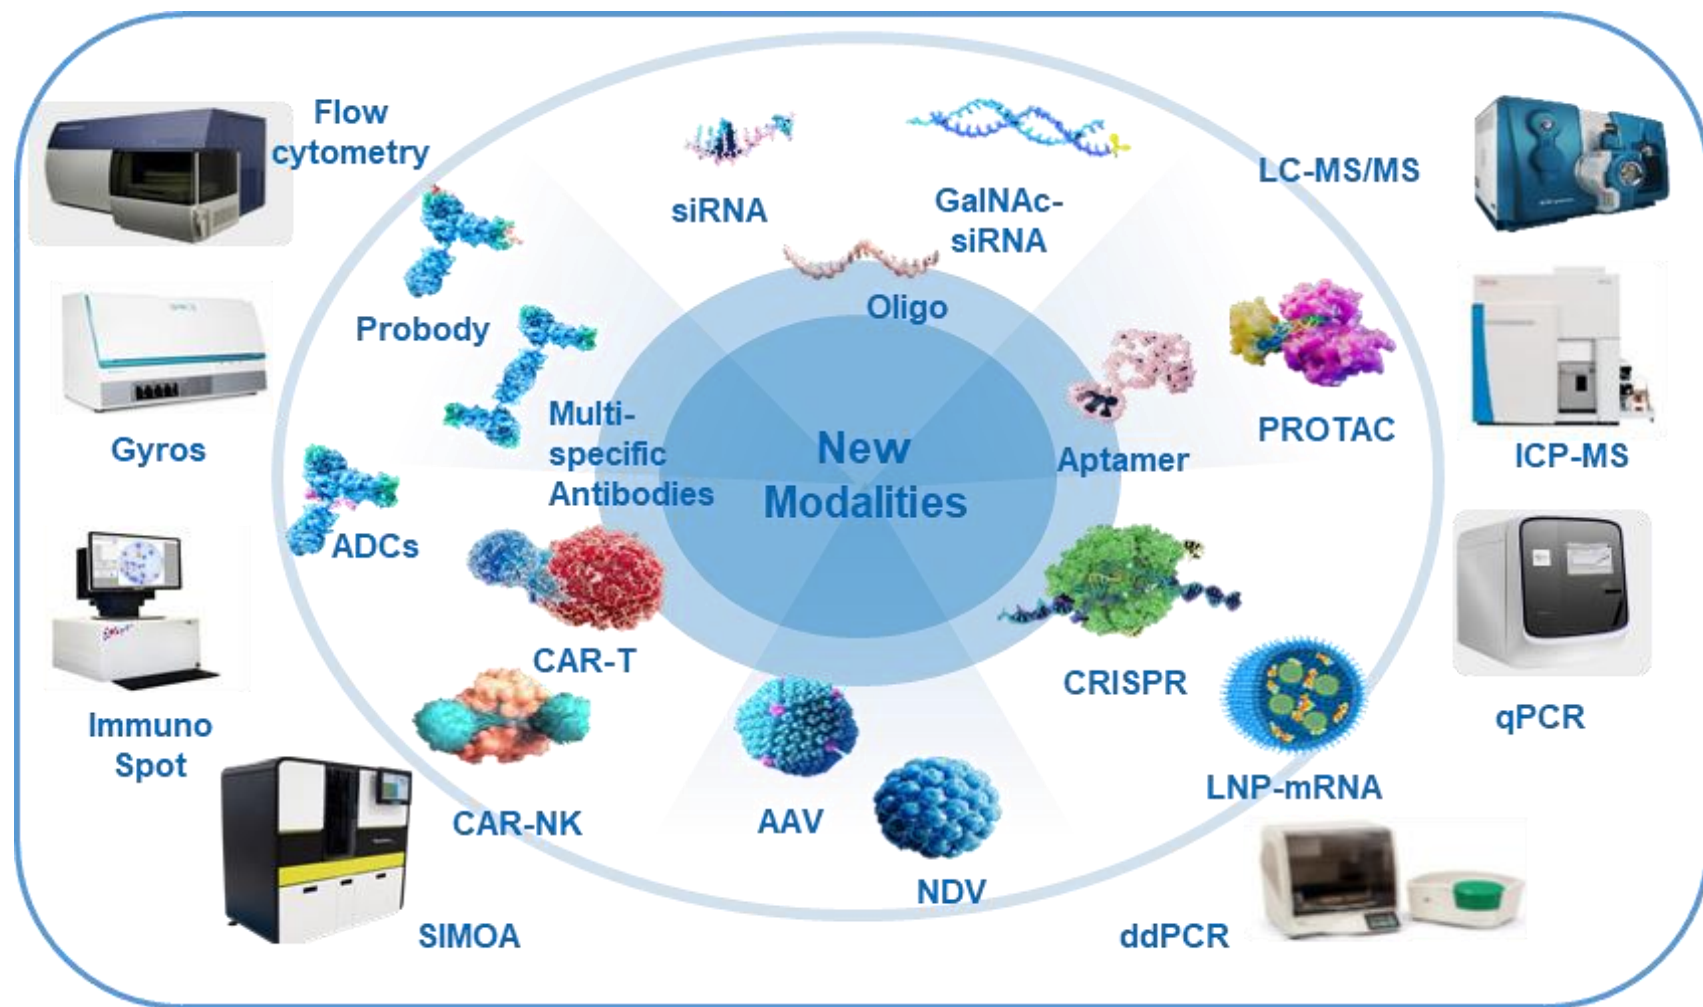 Flow
cytometry
siRNA
GalNAc-
siRNA
LC-MS/MS
Oligo
Probody
Multi-
specific
Antibodies
New
Modalities
Aptamer
PROTAC
Gyros
ICP-MS
ADCs
CAR-T
CRISPR
Immuno
Spot
qPCR
CAR-NK
AAV
LNP-mRNA
NDV
SIMOA
ddPCR